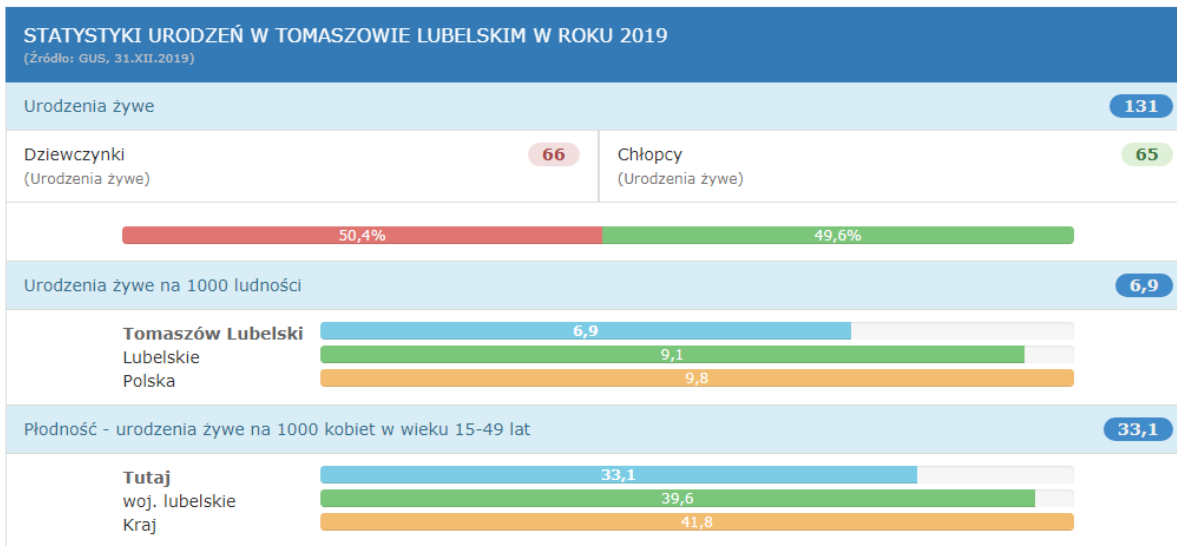 STATYSTYKI URODZEŃ W TOMASZOWIE LUBELSKIM W ROKU 2019
(Źródło: GUS, 31.XII.2019)
Urodzenia żywe 131
Dziewczynki 66 Chłopcy 65
(Urodzenia żywe) (Urodzenia żywe)
50,4% 49,6%
Urodzenia żywe na 1000 ludności 6,9
Tomaszów Lubelski 6,9
Lubelskie 9,1
Polska 9,8
Płodność - urodzenia żywe na 1000 kobiet w wieku 15-49 lat 33,1
Tutaj 33,1
woj. lubelskie 39,6
Kraj 41,8